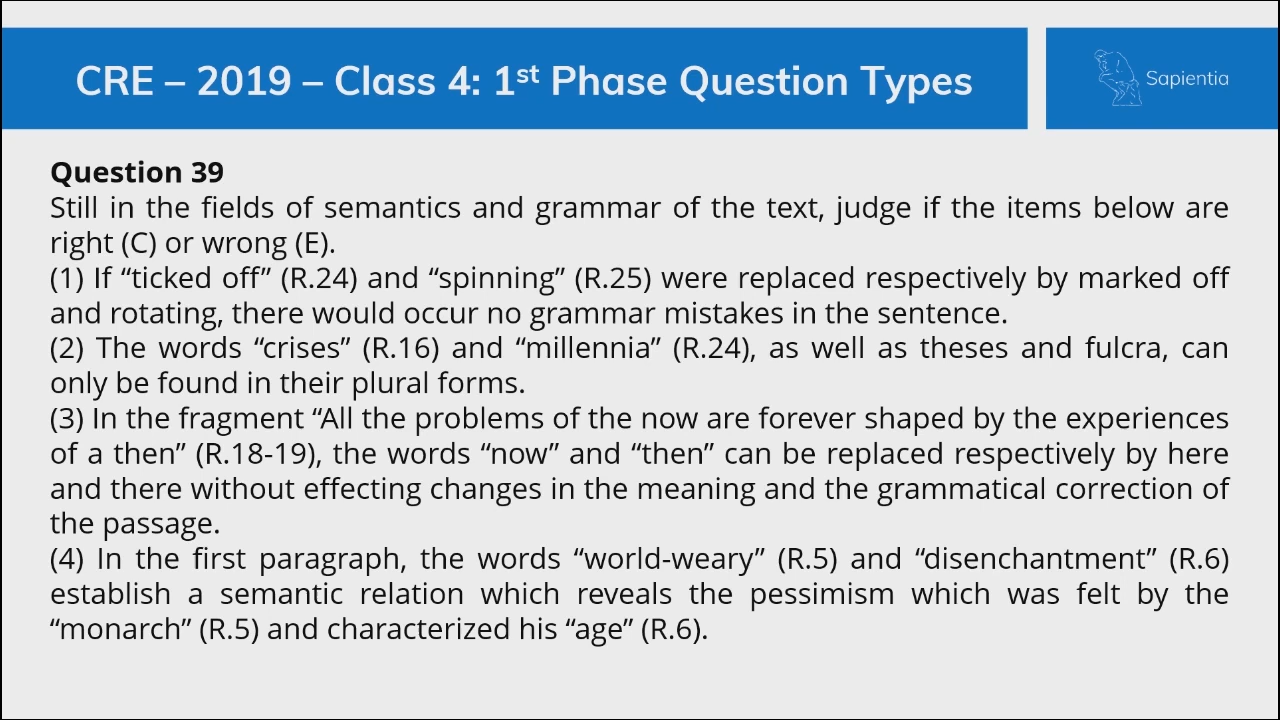 CRE – 2019 – Class 4: 1st Phase Question Types
Sapientia
Question 39
Still in the fields of semantics and grammar of the text, judge if the items below are
right (C) or wrong (E).
(1) If “ticked off” (R.24) and “spinning” (R.25) were replaced respectively by marked off
and rotating, there would occur no grammar mistakes in the sentence.
(2) The words “crises” (R.16) and “millennia” (R.24), as well as theses and fulcra, can
only be found in their plural forms.
(3) In the fragment “All the problems of the now are forever shaped by the experiences
of a then” (R.18-19), the words “now” and “then” can be replaced respectively by here
and there without effecting changes in the meaning and the grammatical correction of
the passage.
(4) In the first paragraph, the words “world-weary” (R.5) and “disenchantment” (R.6)
establish a semantic relation which reveals the pessimism which was felt by the
“monarch” (R.5) and characterized his “age” (R.6).